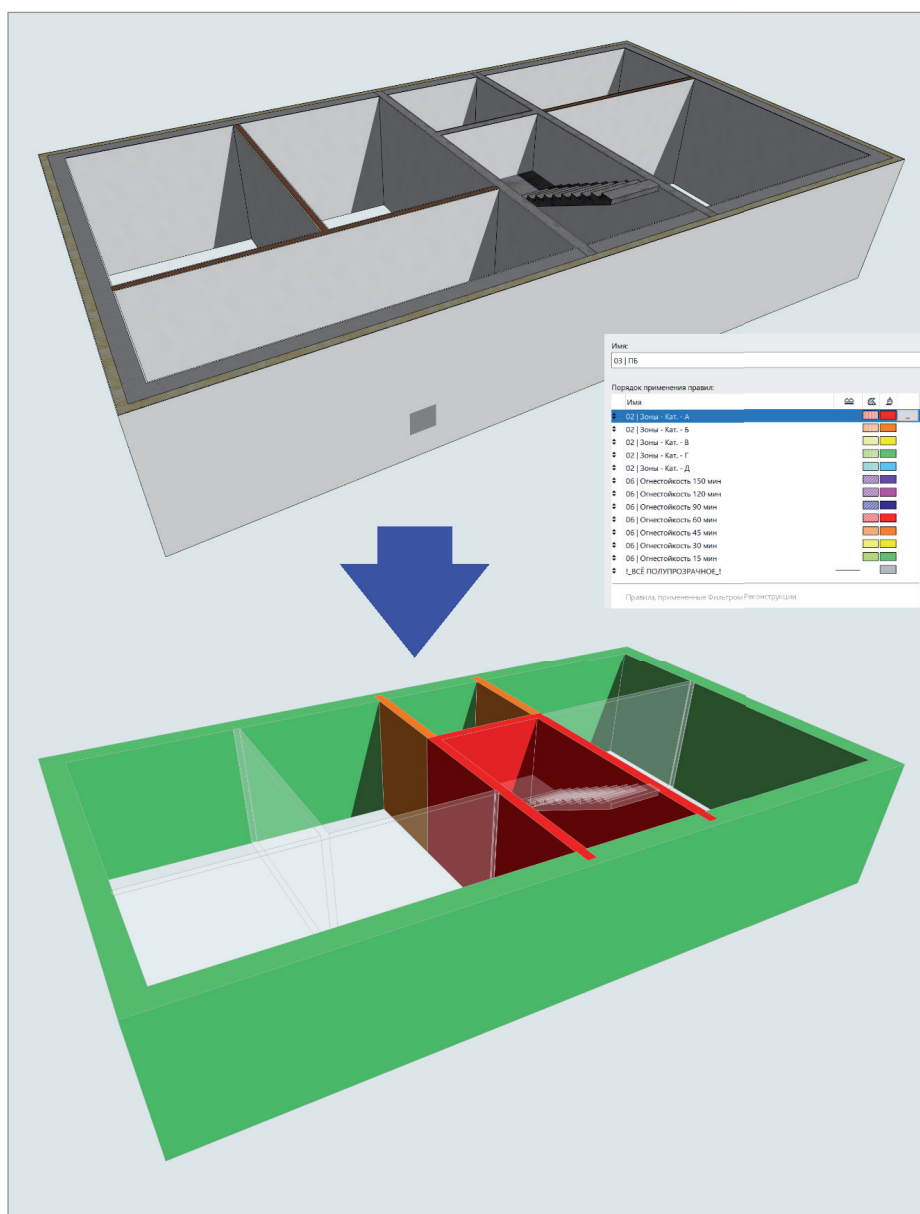 Имя:
03 | ПБ
Порядок применения правил:
Имя
02 | Зоны - Кат. - А
02 | Зоны - Кат. - Б
02 | Зоны - Кат. - В
02 | Зоны - Кат. - Г
02 | Зоны - Кат. - Д
06 | Огнестойкость 150 мин
06 | Огнестойкость 120 мин
06 | Огнестойкость 90 мин
06 | Огнестойкость 60 мин
06 | Огнестойкость 45 мин
06 | Огнестойкость 30 мин
06 | Огнестойкость 15 мин
!_ВСЁ ПОЛУПРОЗРАЧНОЕ_!
Правила, примененные Фильтром Реконструкции